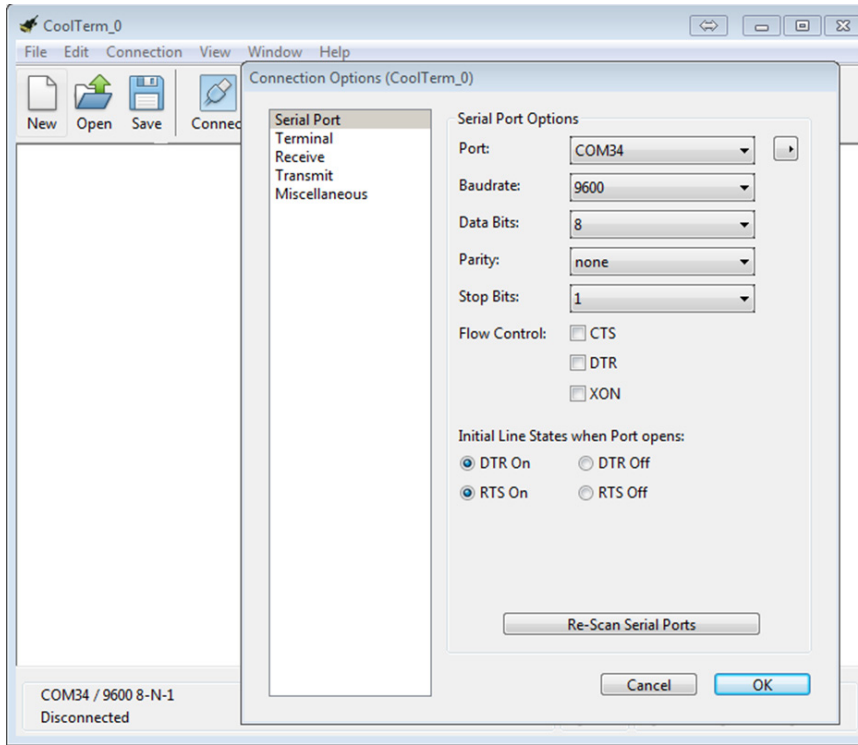 CoolTerm_0
File Edit Connection View Window Help
New Open Save
Connection Options (CoolTerm_0)
Serial Port
Terminal
Receive
Transmit
Miscellaneous
Serial Port Options
Port: COM34
Baudrate: 9600
Data Bits: 8
Parity: none
Stop Bits: 1
Flow Control: CTS
DTR
XON
Initial Line States when Port opens:
DTR On DTR Off
RTS On RTS Off
Re-Scan Serial Ports
Cancel OK
COM34 / 9600 8-N-1
Disconnected